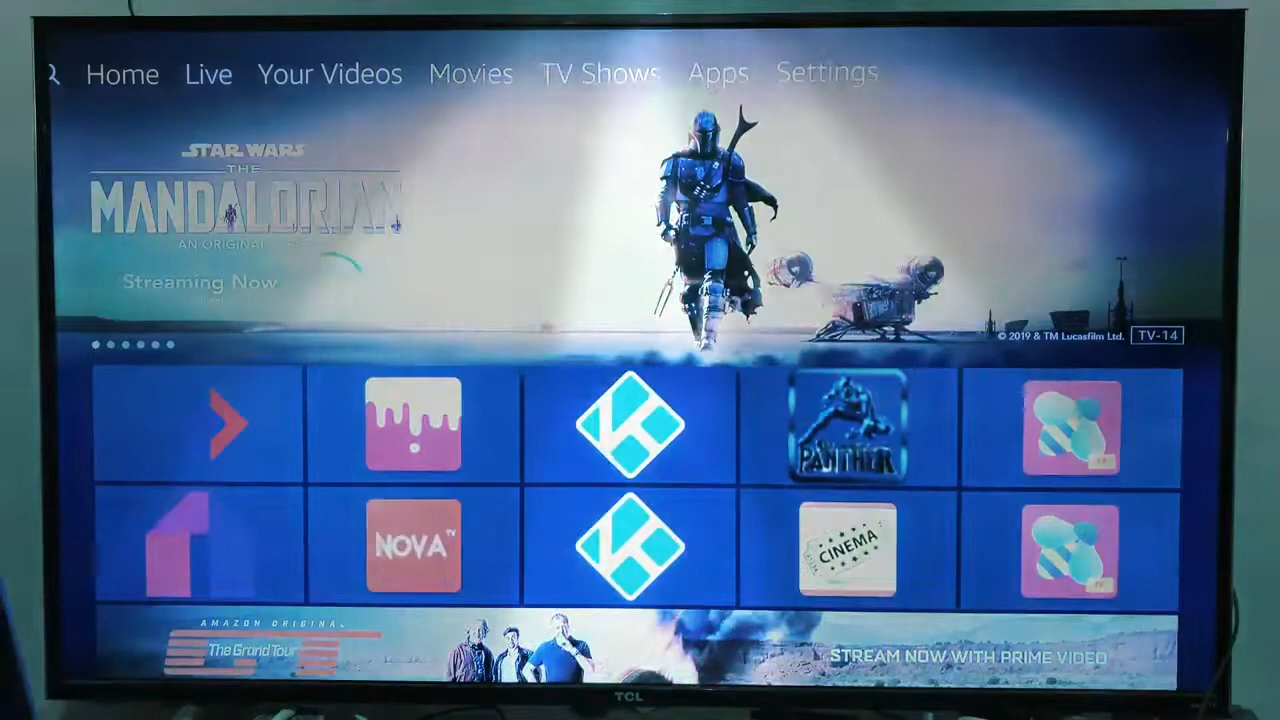 Home Live Your Videos Movies TV Shows Apps Settings
STAR WARS
THE
MANDALORIAN
AN ORIGINAL
Streaming Now
© 2019 & TM Lucasfilm Ltd. TV-14
PANTHER
NOVA TV
CINEMA
AMAZON ORIGINAL
The Grand Tour
STREAM NOW WITH PRIME VIDEO
TCL